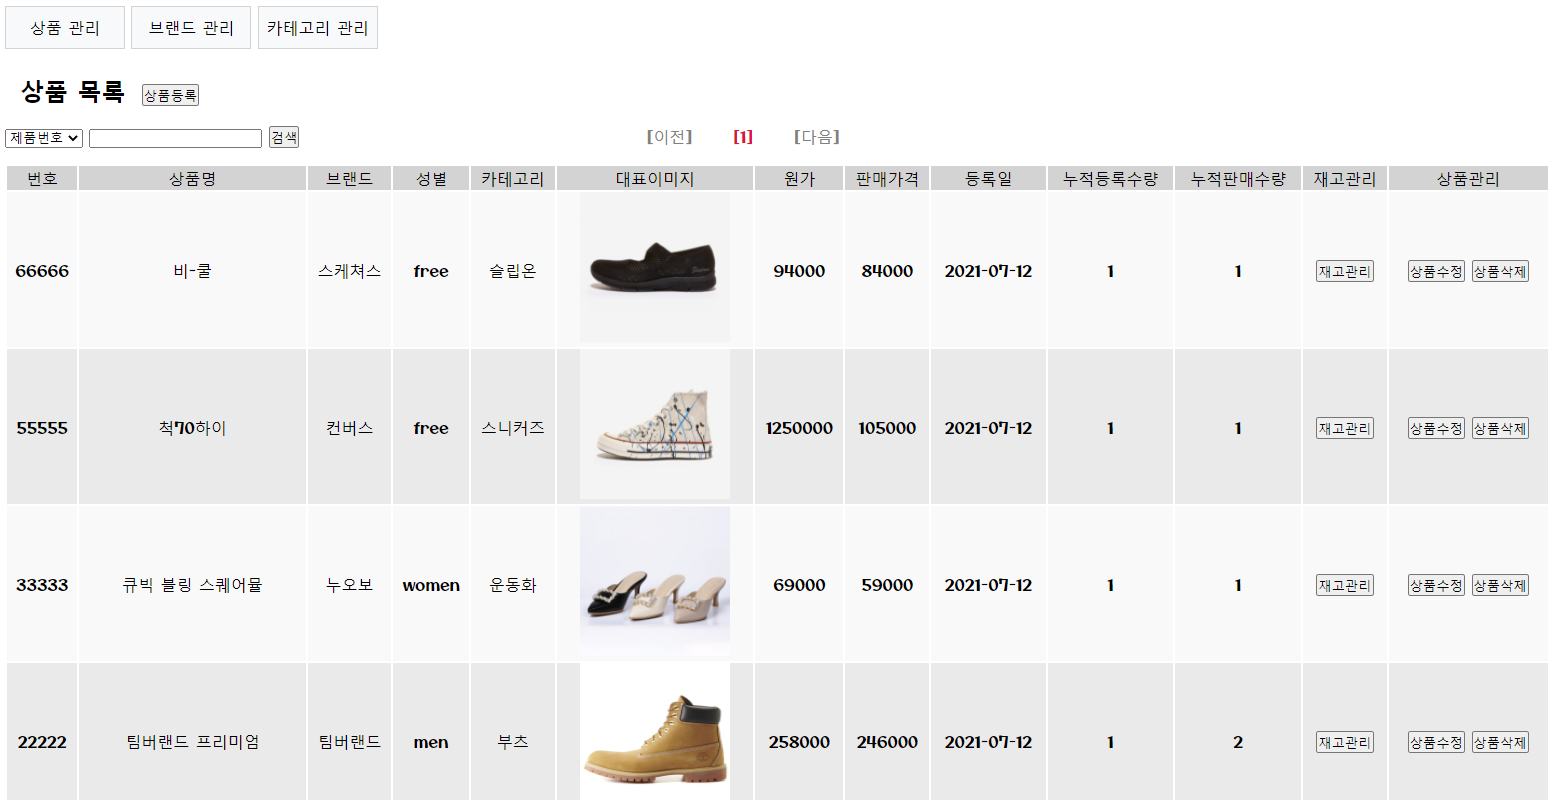 상품 관리 브랜드 관리 카테고리 관리
상품 목록 상품등록
제품번호 검색 [이전] [1] [다음]
번호 상품명 브랜드 성별 카테고리 대표이미지 원가 판매가격 등록일 누적등록수량 누적판매수량 재고관리 상품관리
66666 비-쿨 스케쳐스 free 슬립온 94000 84000 2021-07-12 1 1 재고관리 상품수정 상품삭제
55555 척70하이 컨버스 free 스니커즈 1250000 105000 2021-07-12 1 1 재고관리 상품수정 상품삭제
33333 큐빅 블링 스퀘어뮬 누오보 women 운동화 69000 59000 2021-07-12 1 1 재고관리 상품수정 상품삭제
22222 팀버랜드 프리미엄 팀버랜드 men 부츠 258000 246000 2021-07-12 1 2 재고관리 상품수정 상품삭제